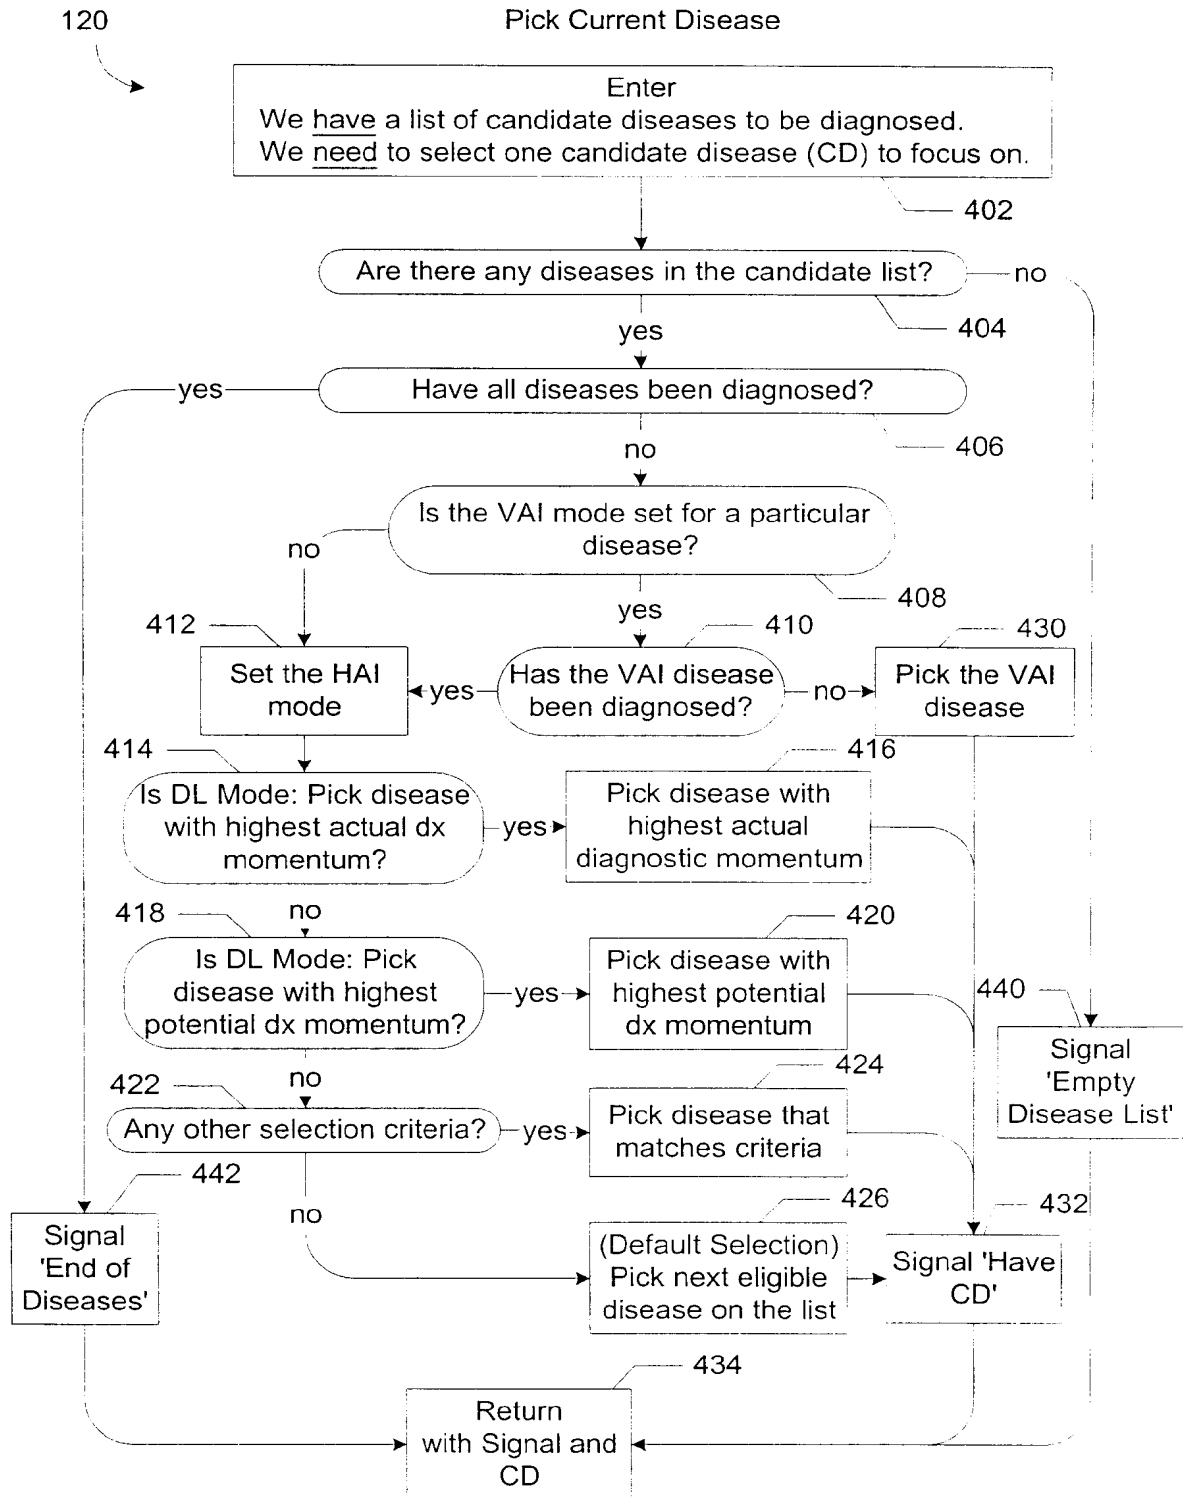 120
Pick Current Disease
Enter
We have a list of candidate diseases to be diagnosed.
We need to select one candidate disease (CD) to focus on.
402
Are there any diseases in the candidate list?
no
404
yes
yes
Have all diseases been diagnosed?
406
no
Is the VAI mode set for a particular
disease?
no
408
yes
412
410
430
Set the HAI
mode
yes
Has the VAI disease
been diagnosed?
no
Pick the VAI
disease
414
416
Is DL Mode: Pick disease
with highest actual dx
momentum?
yes
Pick disease with
highest actual
diagnostic momentum
no
418
420
Is DL Mode: Pick
disease with highest
potential dx momentum?
yes
Pick disease with
highest potential
dx momentum
440
Signal
'Empty
Disease List'
no
422
424
Any other selection criteria?
yes
Pick disease that
matches criteria
442
no
426
432
Signal
'End of
Diseases'
(Default Selection)
Pick next eligible
disease on the list
Signal 'Have
CD'
434
Return
with Signal and
CD